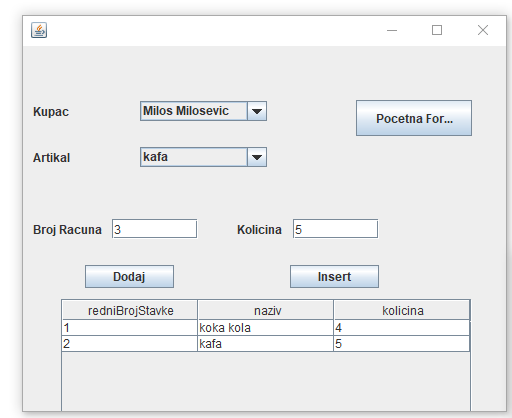 Kupac Milos Milosevic Pocetna For...
Artikal kafa
Broj Racuna 3 Kolicina 5
Dodaj Insert
redniBrojStavke naziv kolicina
1 koka kola 4
2 kafa 5